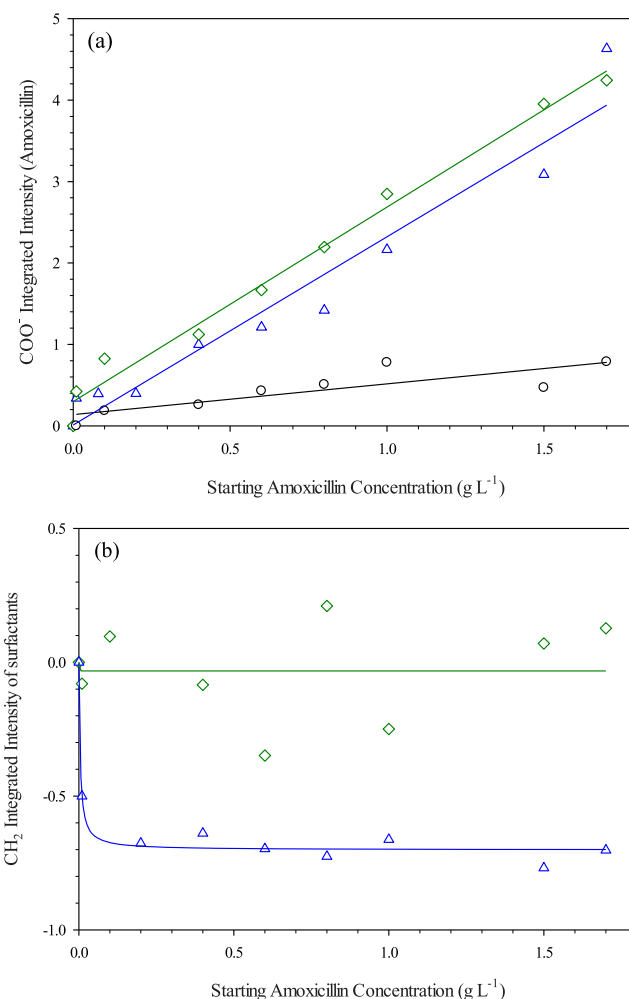 (a)
5
4
3
2
1
0
COO⁻ Integrated Intensity (Amoxicillin)
0.0 0.5 1.0 1.5
Starting Amoxicillin Concentration (g L⁻¹)
(b)
0.5
0.0
-0.5
-1.0
CH₂ Integrated Intensity of surfactants
0.0 0.5 1.0 1.5
Starting Amoxicillin Concentration (g L⁻¹)